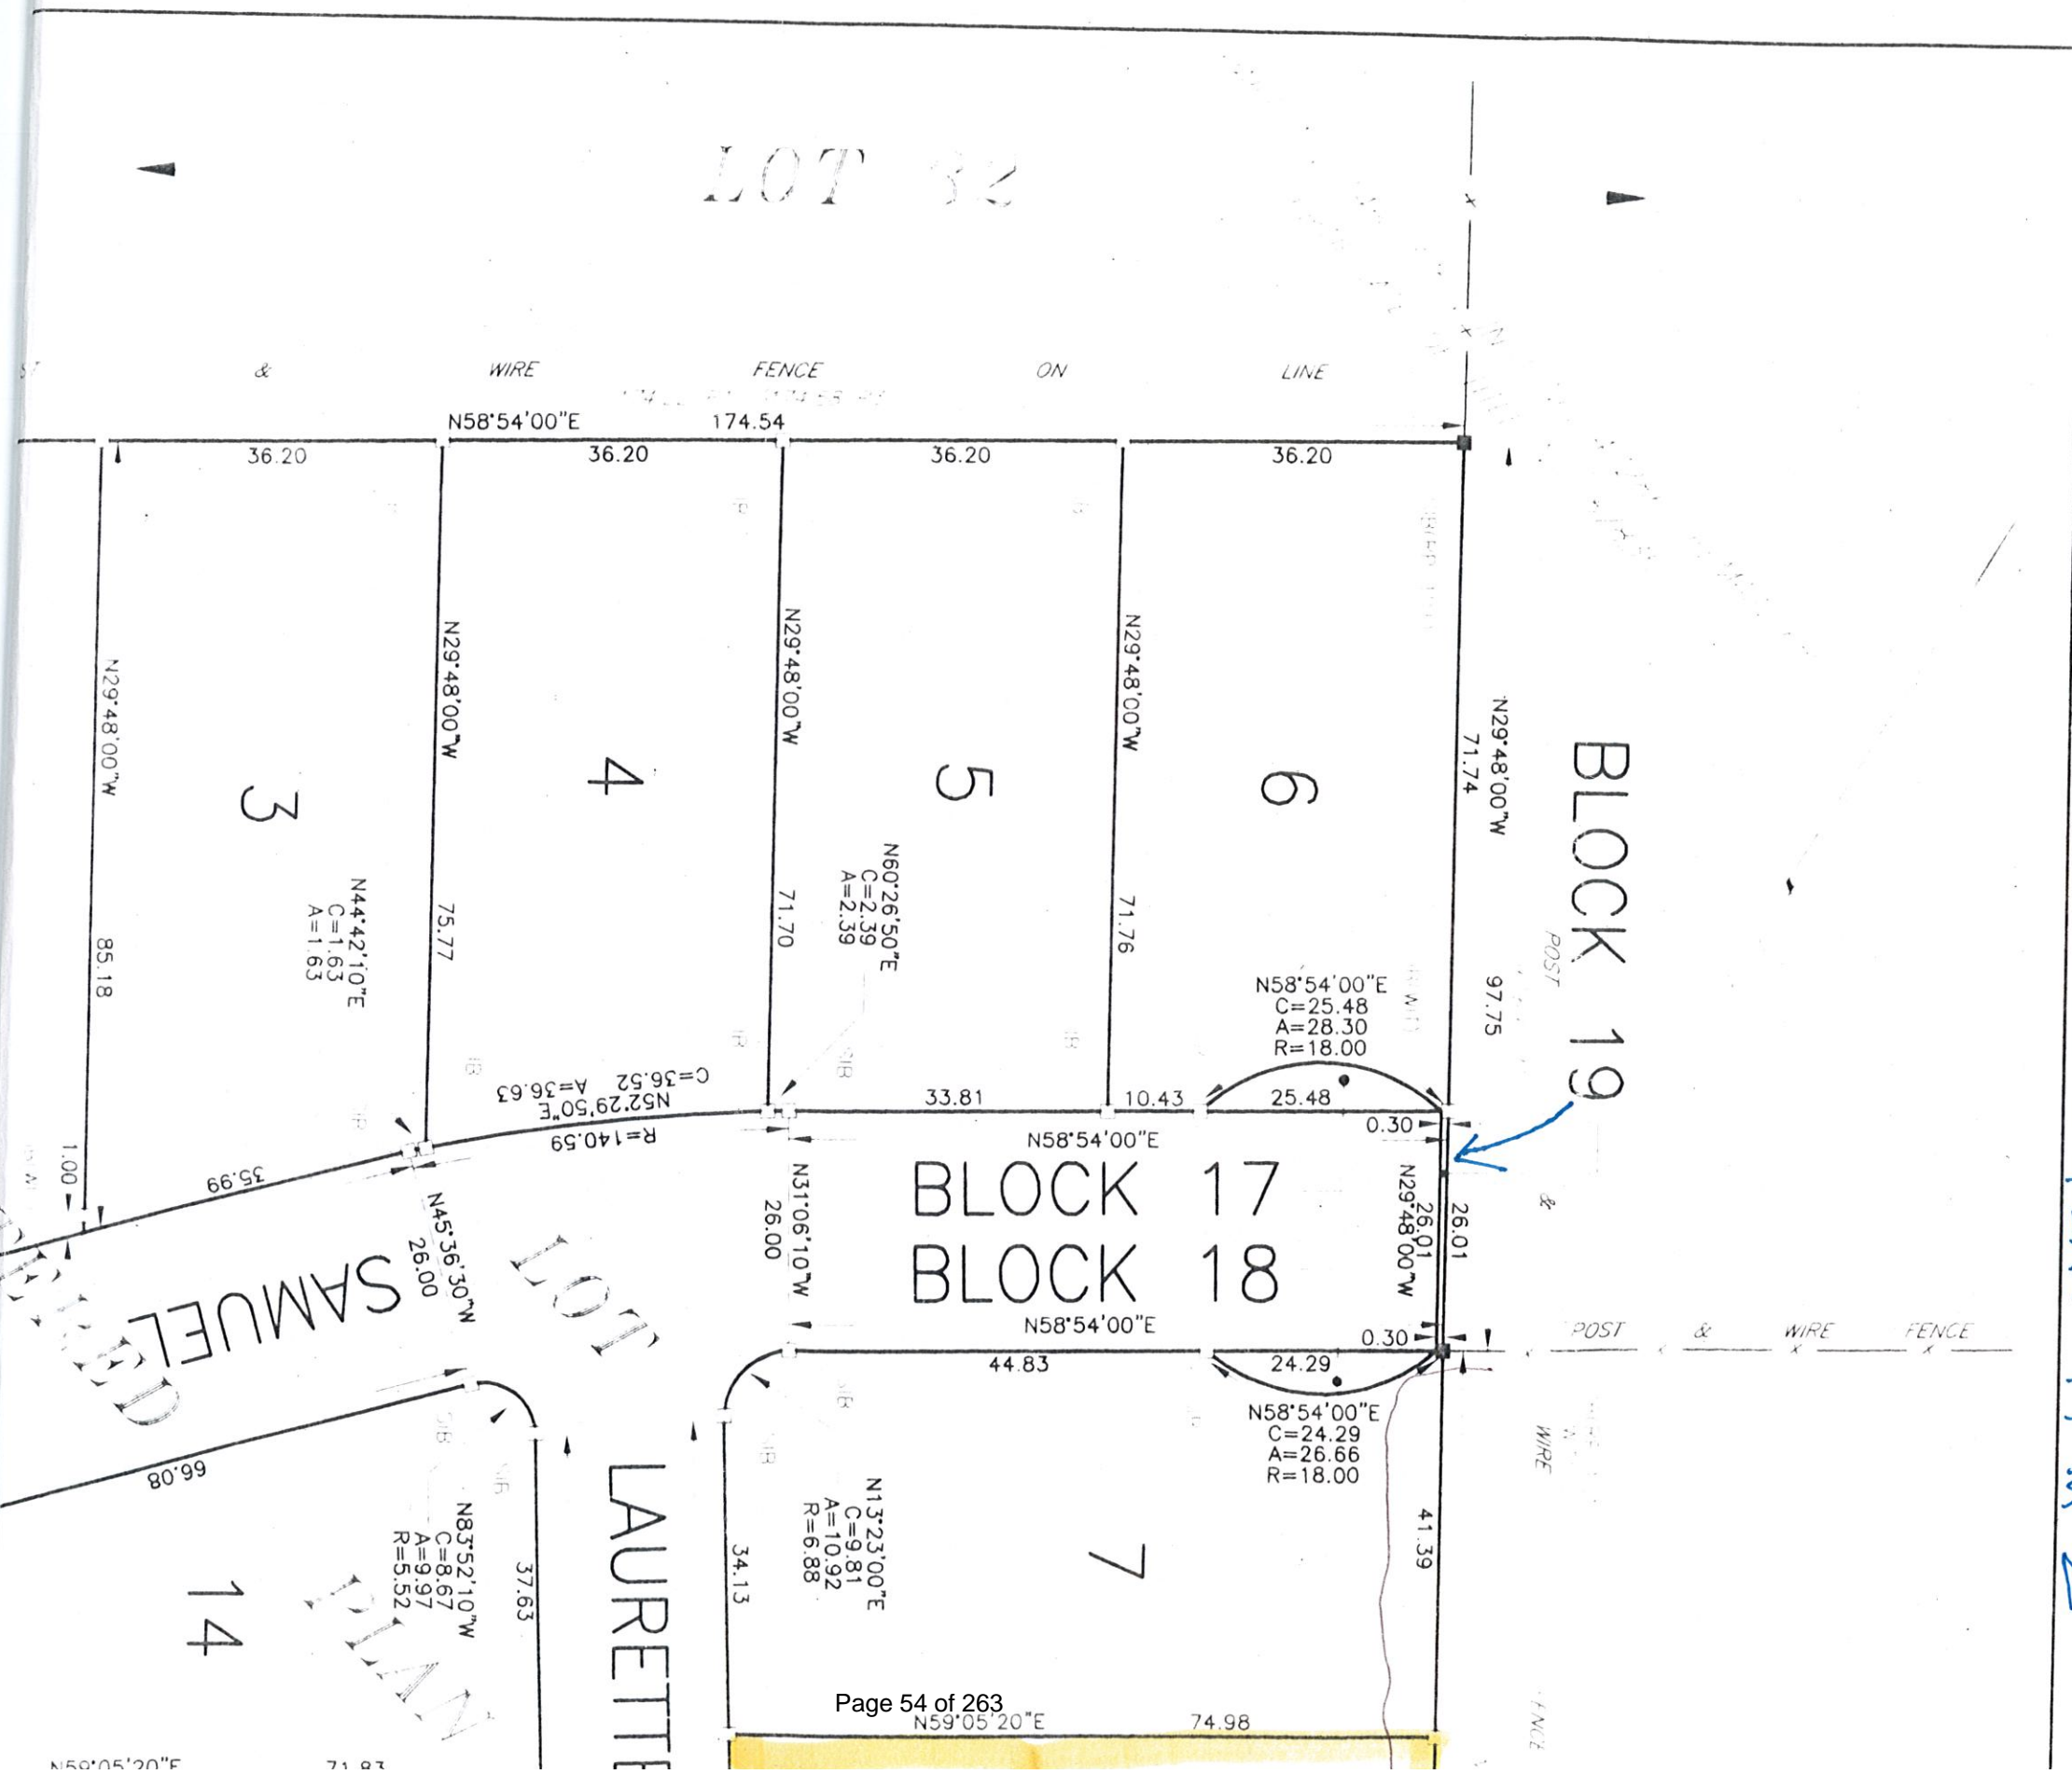 LOT 32
& WIRE FENCE ON LINE
N58°54'00"E 174.54
36.20 36.20 36.20 36.20
N29°48'00"W 85.18
3
N44°42'10"E
C=1.63
A=1.63
N29°48'00"W 75.77
4
N29°48'00"W 71.70
5
N60°26'50"E
C=2.39
A=2.39
N29°48'00"W 71.76
6
N29°48'00"W 97.75
71.74
BLOCK 19
POST & WIRE FENCE
N58°54'00"E
C=25.48
A=28.30
R=18.00
N52°29'50"E
C=36.52 A=36.63
R=140.59
33.81 10.43 25.48
0.30
N58°54'00"E
BLOCK 17
BLOCK 18
N58°54'00"E
N31°06'10"W
26.00
N29°48'00"W
26.01
26.01
0.30
POST & WIRE FENCE
1.00
35.99
N45°36'30"W
26.00
SAMUEL
LOT
44.83 24.29
N58°54'00"E
C=24.29
A=26.66
R=18.00
66.08
N83°52'10"W
C=8.67
A=9.97
R=5.52
37.63
14
PLAN
LAURETTE
34.13
N13°23'00"E
C=9.81
A=10.92
R=6.88
7
41.39
Page 54 of 263
N59°05'20"E 74.98
N59°05'20"E 71.83